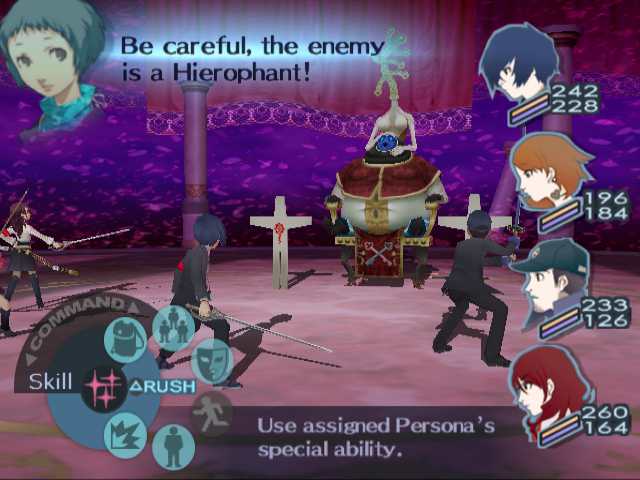 Be careful, the enemy
is a Hierophant!
242
228
196
184
233
126
260
164
COMMAND
Skill
△RUSH
Use assigned Persona's
special ability.